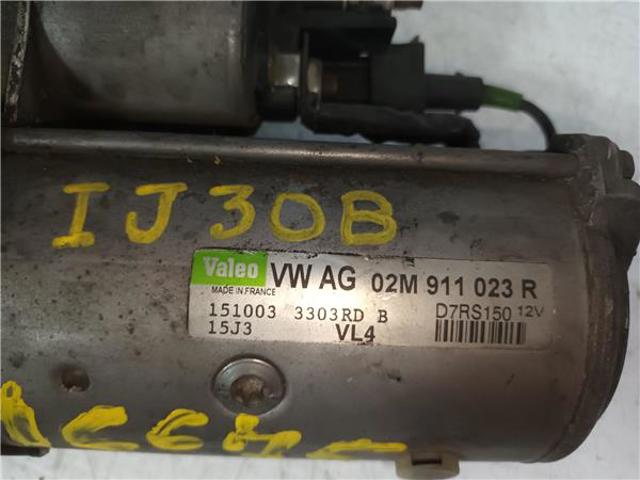 IJ30B
Valeo VW AG 02M 911 023 R
MADE IN FRANCE
151003 3303RD B D7RS150 12V
15J3 VL4